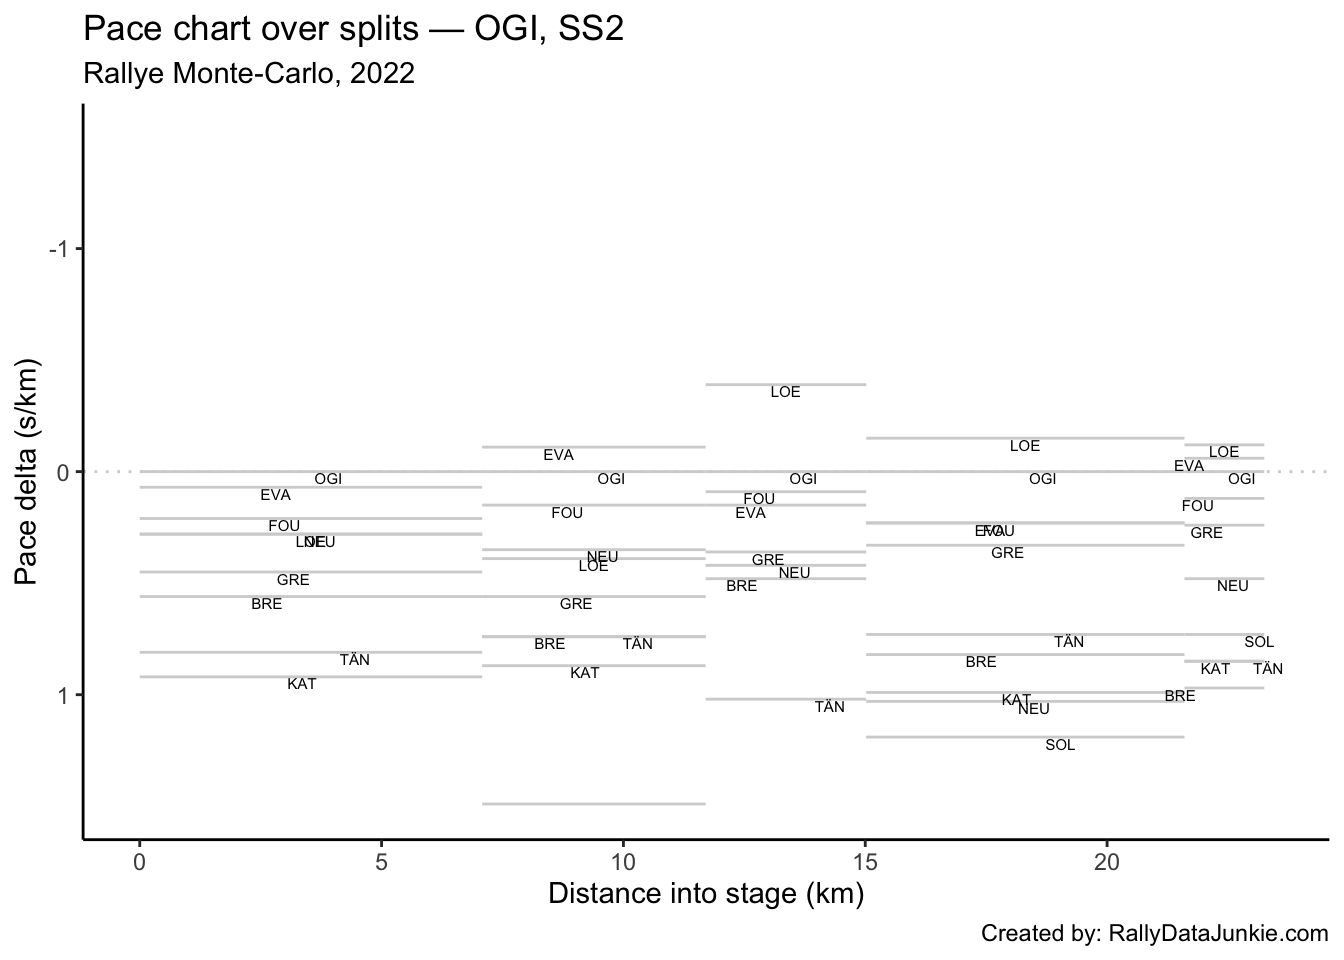 Pace chart over splits — OGI, SS2
Rallye Monte-Carlo, 2022
Pace delta (s/km)
-1
0
1
LOE
LOE
LOE
EVA
EVA
OGI
OGI
OGI
OGI
OGI
EVA
FOU
FOU
FOU
EVA
GRE
FOU
LOE
NEU
EVA
FOU
NEU
GRE
GRE
LOE
NEU
GRE
NEU
BRE
BRE
GRE
BRE
TÄN
TÄN
SOL
TÄN
BRE
KAT
KAT
TÄN
KAT
BRE
KAT
TÄN
NEU
SOL
0
5
10
15
20
Distance into stage (km)
Created by: RallyDataJunkie.com